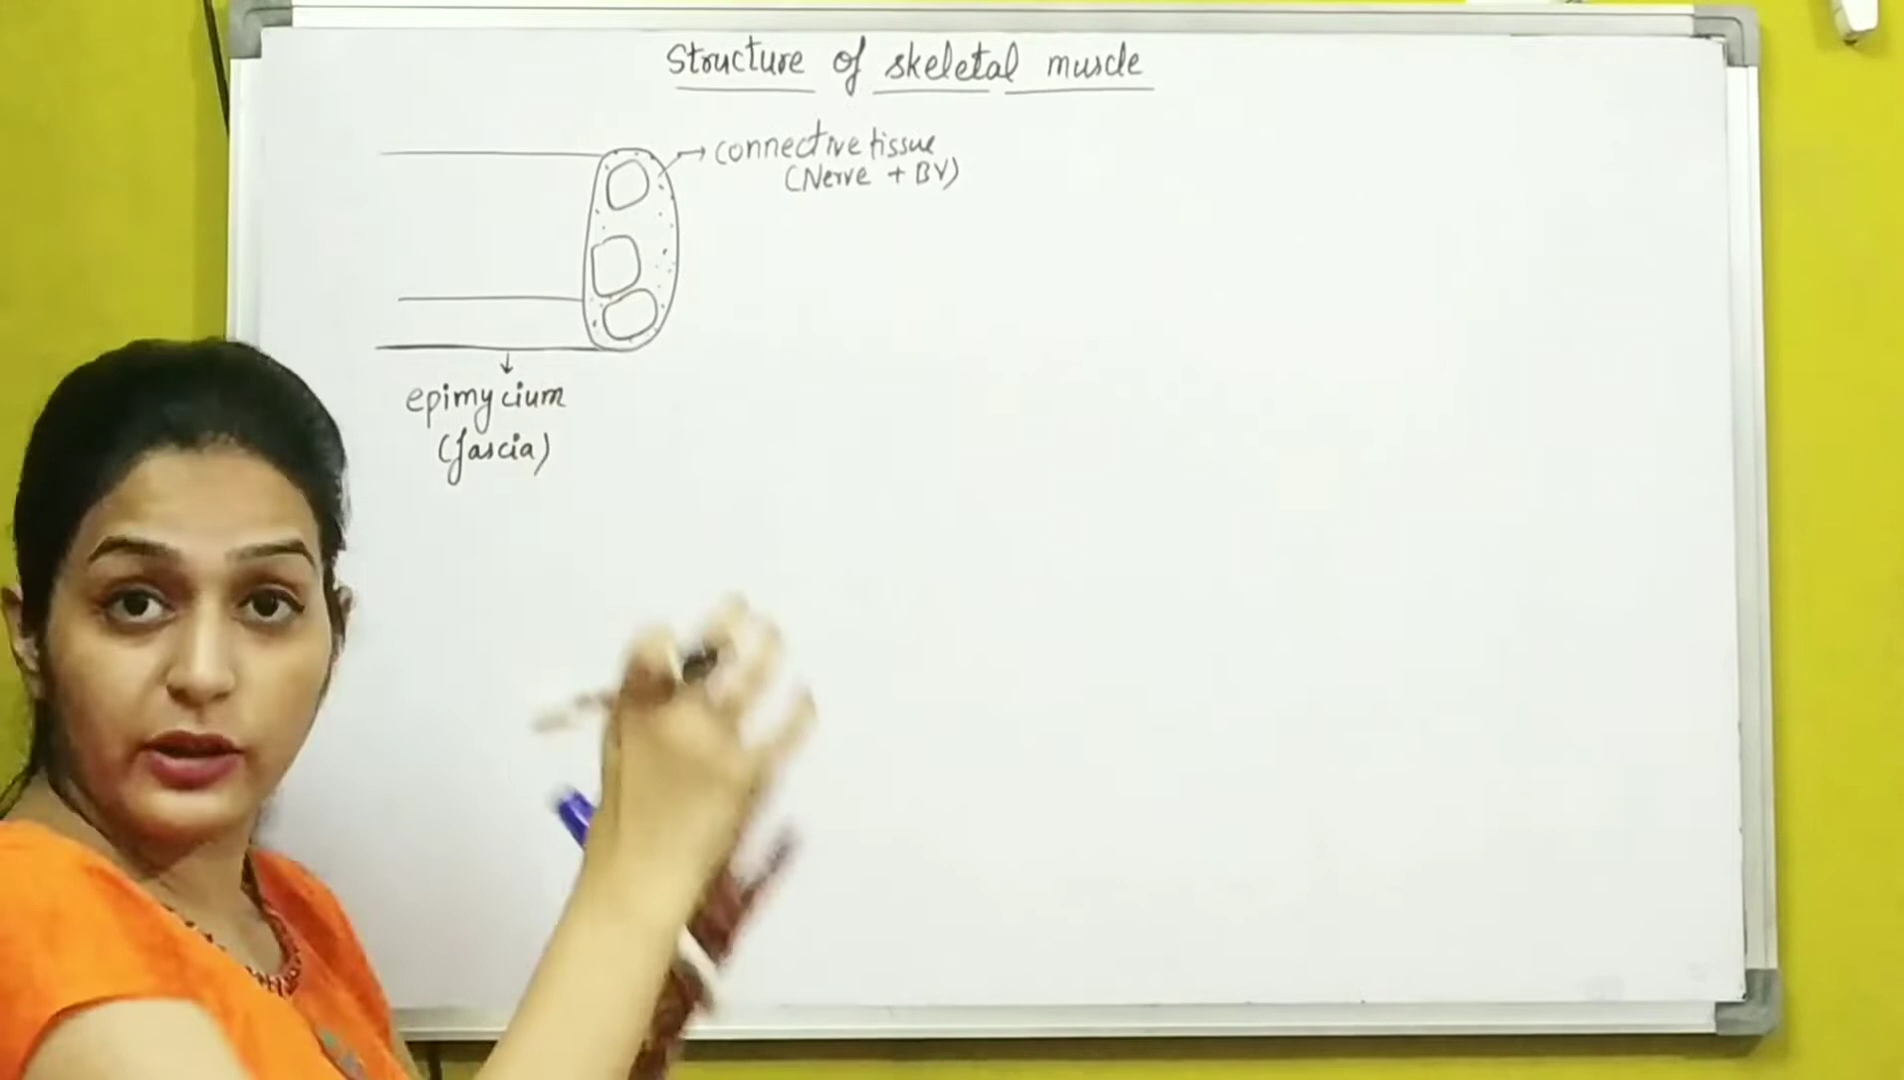 Structure of skeletal muscle
connective tissue
(Nerve + BV)
epimycium
(fascia)